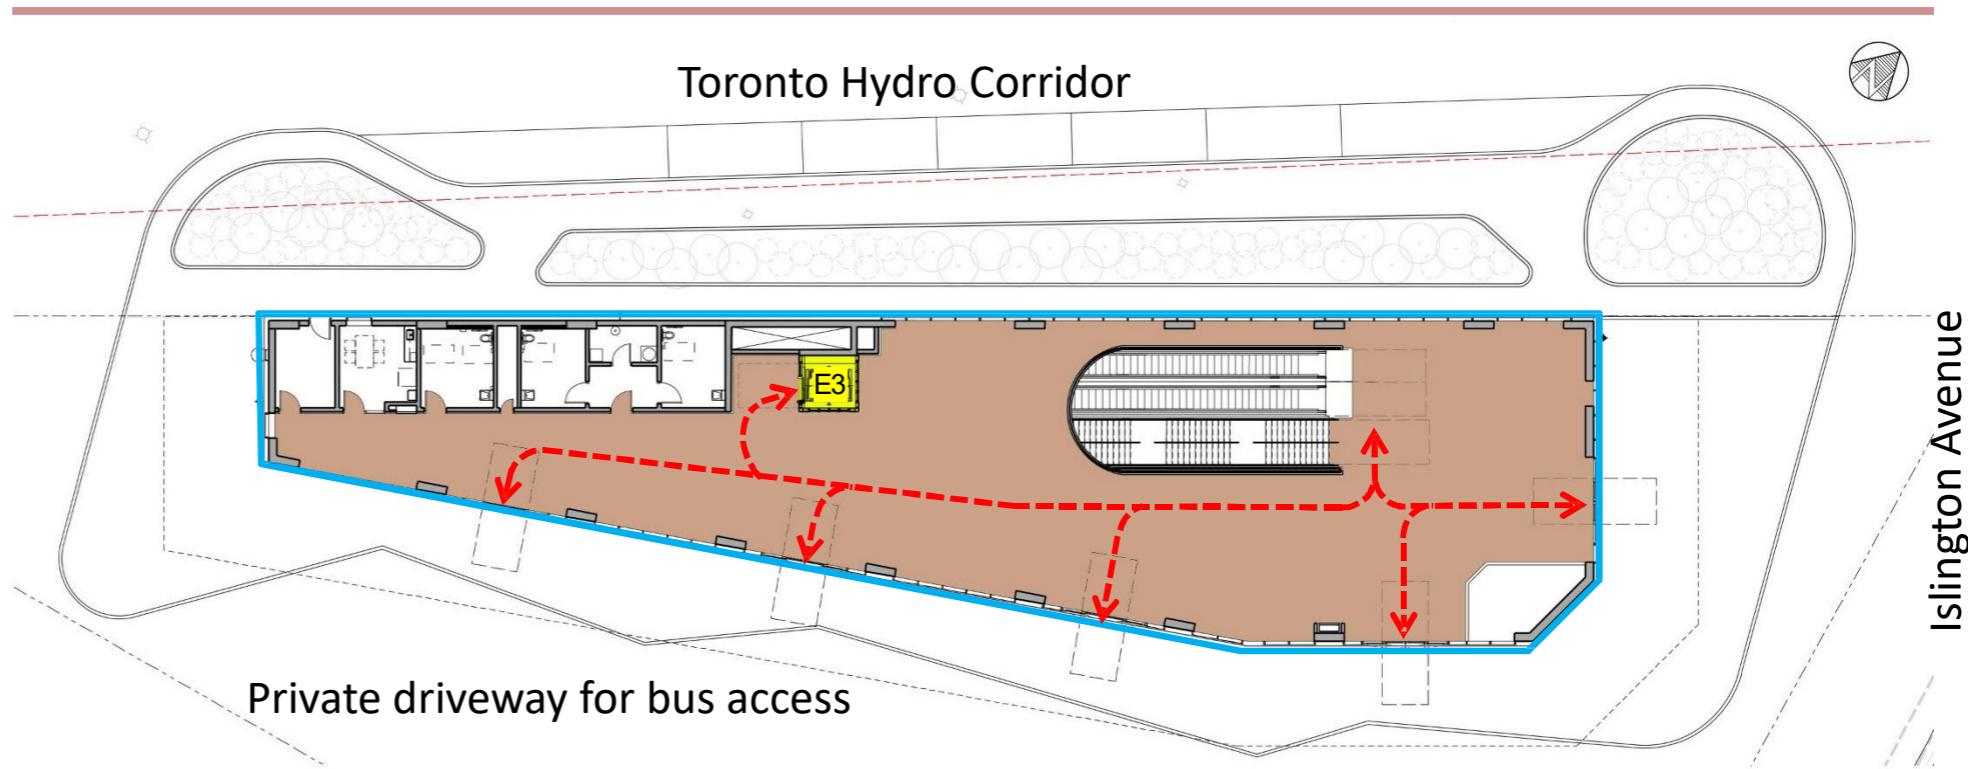 Toronto Hydro Corridor
E3
Islington Avenue
Private driveway for bus access